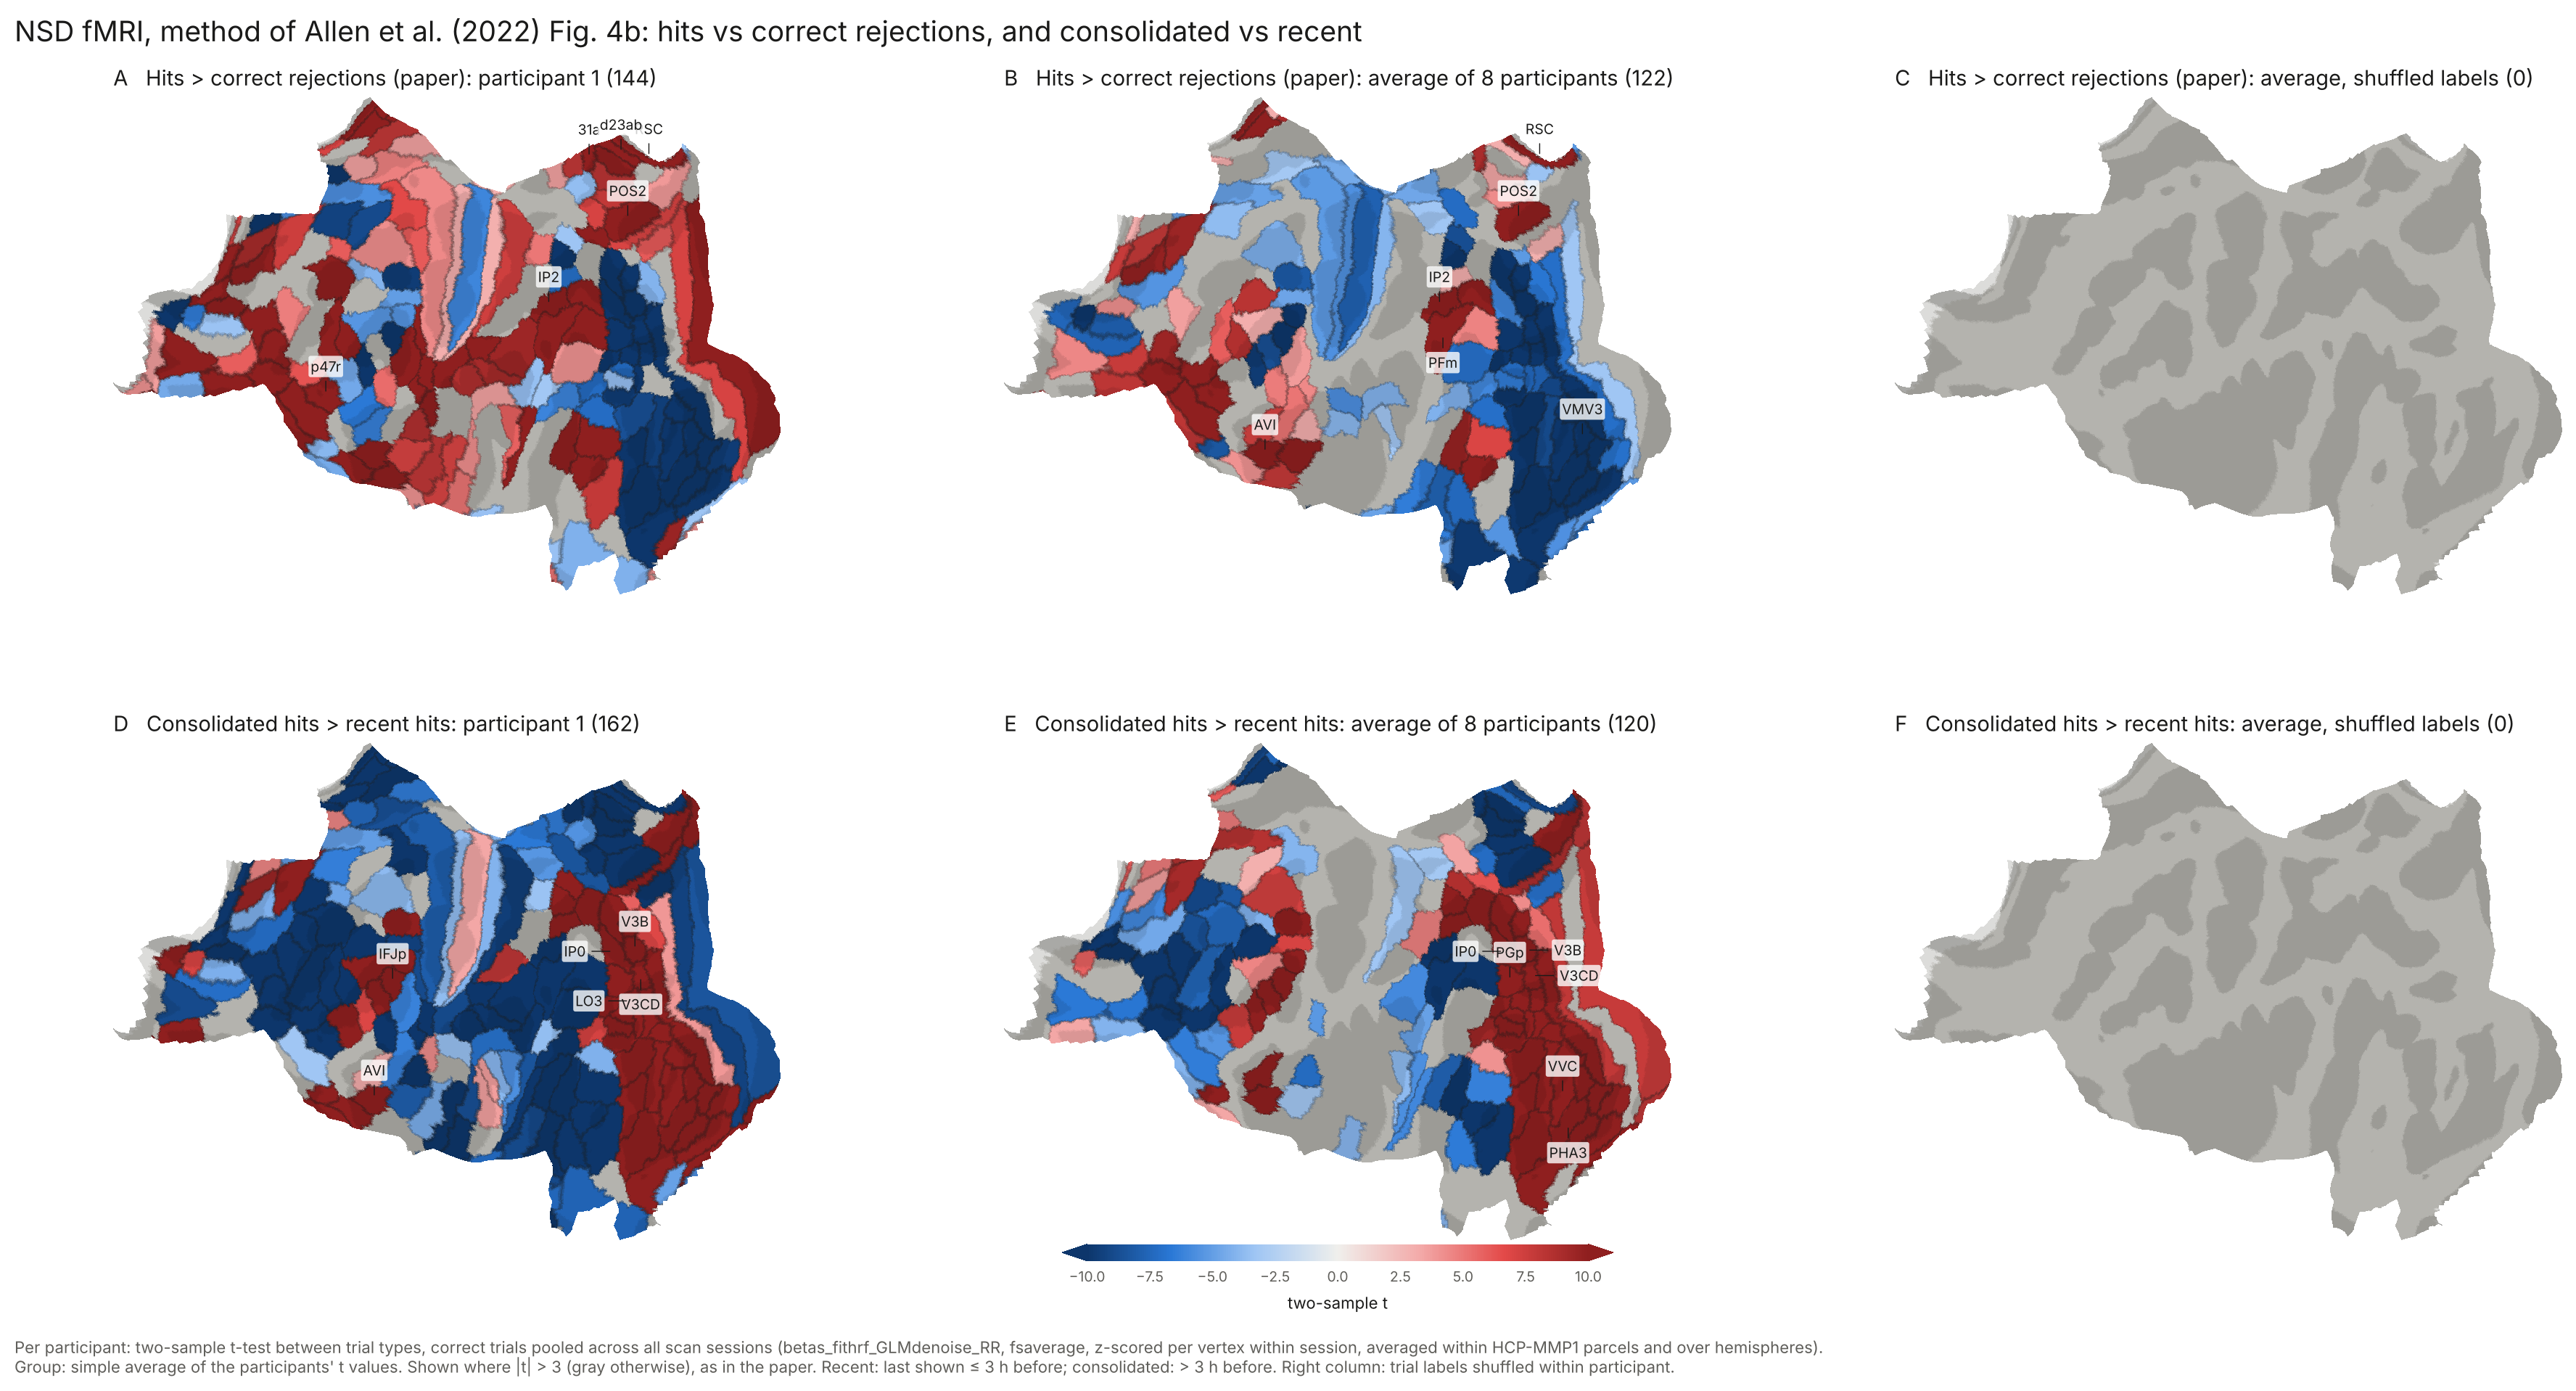 NSD fMRI, method of Allen et al. (2022) Fig. 4b: hits vs correct rejections, and consolidated vs recent
A Hits > correct rejections (paper): participant 1 (144)
B Hits > correct rejections (paper): average of 8 participants (122)
C Hits > correct rejections (paper): average, shuffled labels (0)
d23ab
POS2
IP2
p47r
RSC
POS2
IP2
PFm
VMV3
AVI
D Consolidated hits > recent hits: participant 1 (162)
E Consolidated hits > recent hits: average of 8 participants (120)
F Consolidated hits > recent hits: average, shuffled labels (0)
V3B
IFJp
IP0
LO3
V3CD
AVI
IP0
PGp
V3B
V3CD
VVC
PHA3
−10.0 −7.5 −5.0 −2.5 0.0 2.5 5.0 7.5 10.0
two-sample t
Per participant: two-sample t-test between trial types, correct trials pooled across all scan sessions (betas_fithrf_GLMdenoise_RR, fsaverage, z-scored per vertex within session, averaged within HCP-MMP1 parcels and over hemispheres).
Group: simple average of the participants' t values. Shown where |t| > 3 (gray otherwise), as in the paper. Recent: last shown ≤ 3 h before; consolidated: > 3 h before. Right column: trial labels shuffled within participant.